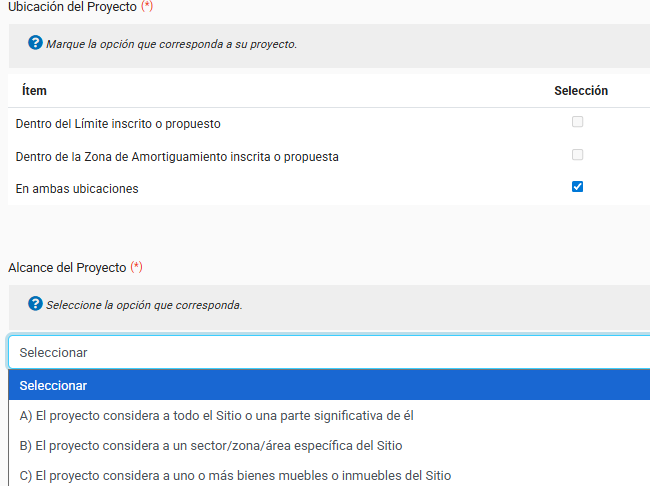 Ubicación del Proyecto (*)
Marque la opción que corresponda a su proyecto.
Ítem Selección
Dentro del Límite inscrito o propuesto
Dentro de la Zona de Amortiguamiento inscrita o propuesta
En ambas ubicaciones
Alcance del Proyecto (*)
Seleccione la opción que corresponda.
Seleccionar
Seleccionar
A) El proyecto considera a todo el Sitio o una parte significativa de él
B) El proyecto considera a un sector/zona/área específica del Sitio
C) El proyecto considera a uno o más bienes muebles o inmuebles del Sitio